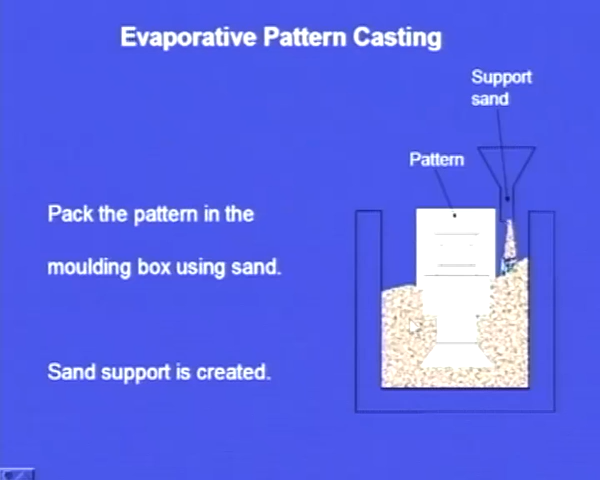 Evaporative Pattern Casting
Support
sand
Pattern
Pack the pattern in the
moulding box using sand.
Sand support is created.